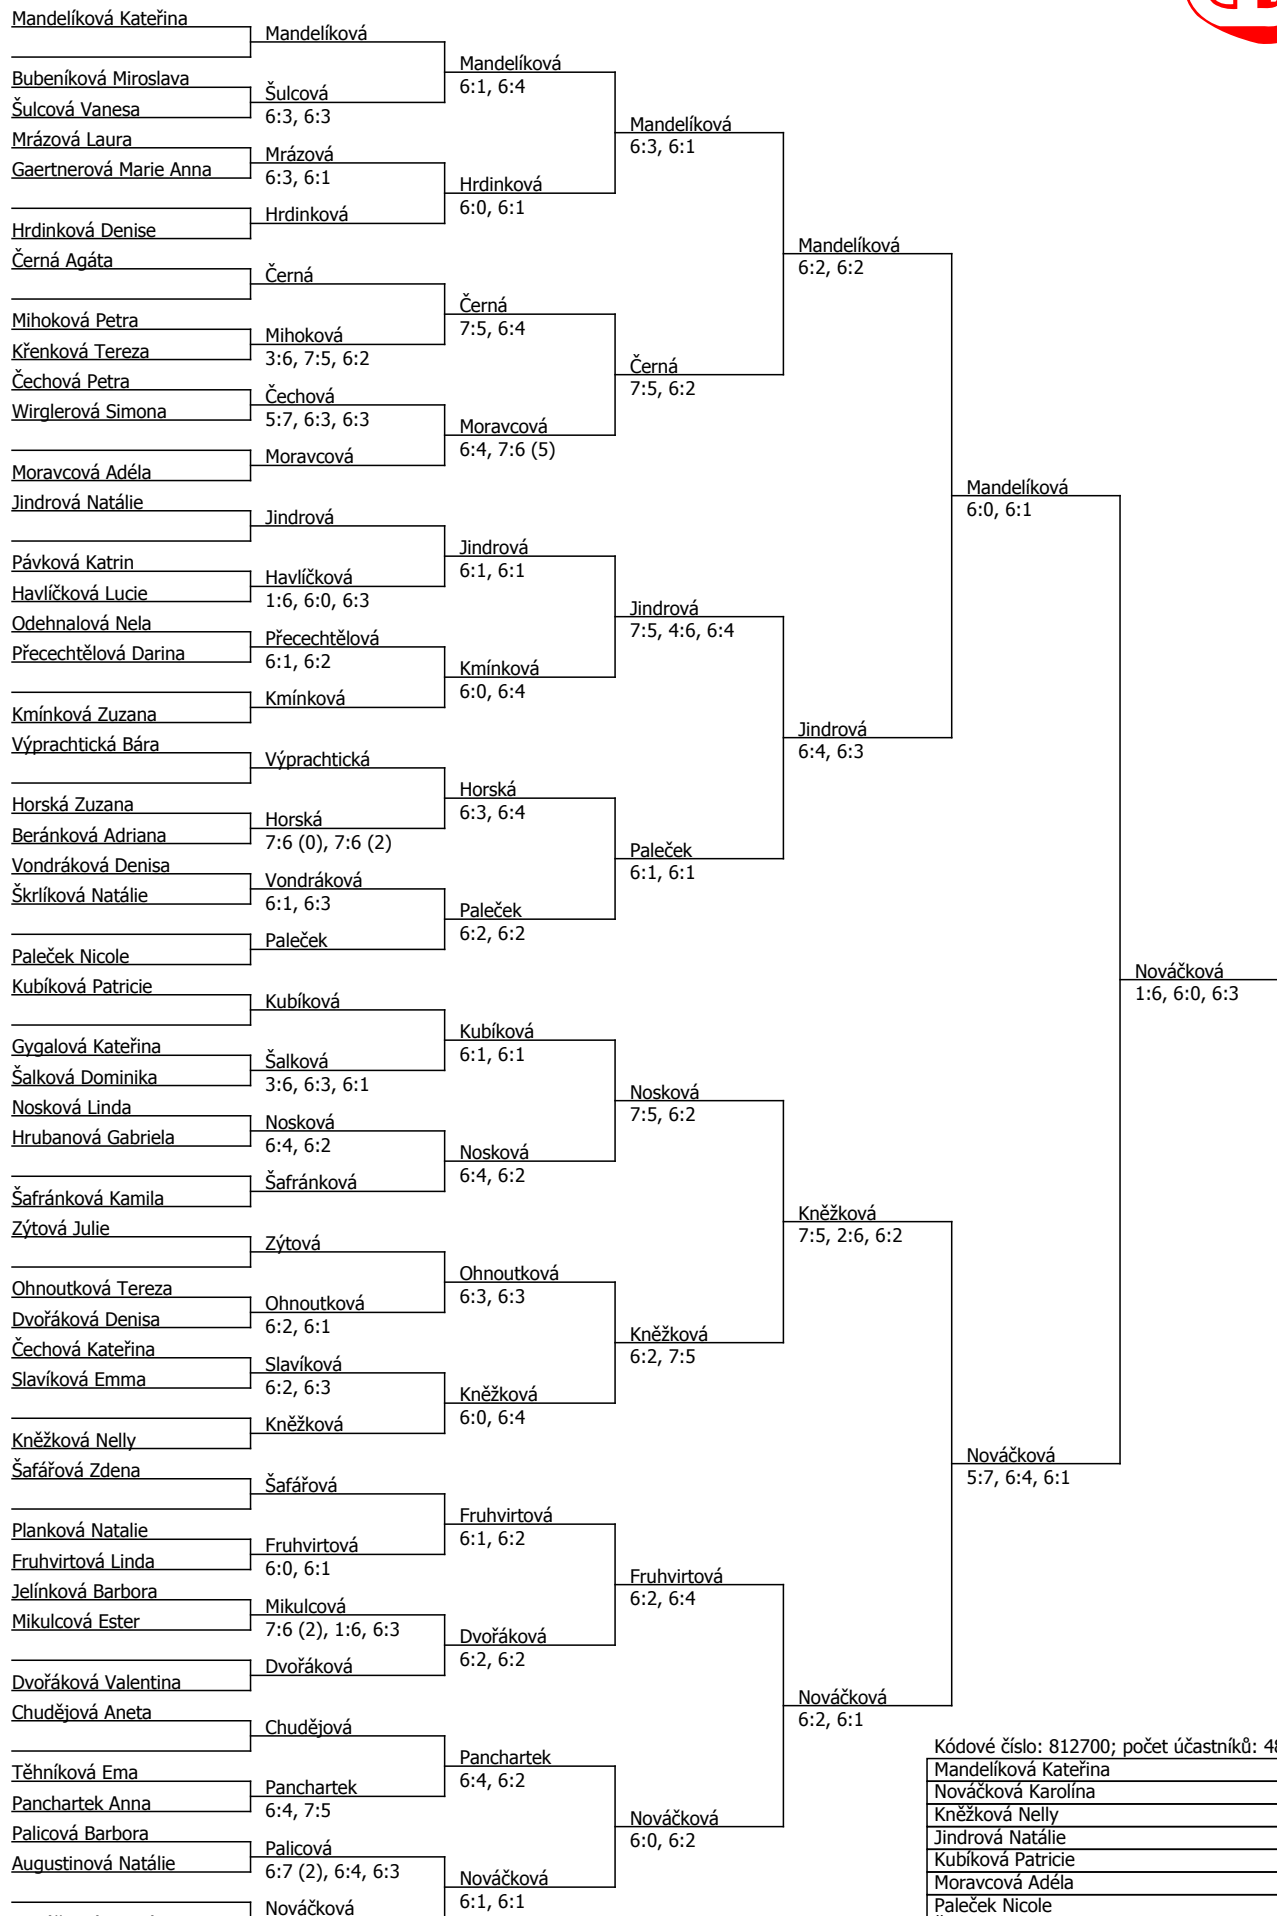 Mandelíková Kateřina
Bubeníková Miroslava
Šulcová Vanesa
Mrázová Laura
Gaertnerová Marie Anna
Hrdinková Denise
Černá Agáta
Mihoková Petra
Křenková Tereza
Čechová Petra
Wirglerová Simona
Moravcová Adéla
Jindrová Natálie
Pávková Katrin
Havlíčková Lucie
Odehnalová Nela
Přecechtělová Darina
Kmínková Zuzana
Výprachtická Bára
Horská Zuzana
Beránková Adriana
Vondráková Denisa
Škrlíková Natálie
Paleček Nicole
Kubíková Patricie
Gygalová Kateřina
Šalková Dominika
Nosková Linda
Hrubanová Gabriela
Šafránková Kamila
Zýtová Julie
Ohnoutková Tereza
Dvořáková Denisa
Čechová Kateřina
Slavíková Emma
Kněžková Nelly
Šafářová Zdena
Planková Natalie
Fruhvirtová Linda
Jelínková Barbora
Mikulcová Ester
Dvořáková Valentina
Chudějová Aneta
Těhníková Ema
Panchartek Anna
Palicová Barbora
Augustinová Natálie
Mandelíková
Šulcová
6:3, 6:3
Mrázová
6:3, 6:1
Hrdinková
Černá
Mihoková
3:6, 7:5, 6:2
Čechová
5:7, 6:3, 6:3
Moravcová
Jindrová
Havlíčková
1:6, 6:0, 6:3
Přecechtělová
6:1, 6:2
Kmínková
Výprachtická
Horská
7:6 (0), 7:6 (2)
Vondráková
6:1, 6:3
Paleček
Kubíková
Šalková
3:6, 6:3, 6:1
Nosková
6:4, 6:2
Šafránková
Zýtová
Ohnoutková
6:2, 6:1
Slavíková
6:2, 6:3
Kněžková
Šafářová
Fruhvirtová
6:0, 6:1
Mikulcová
7:6 (2), 1:6, 6:3
Dvořáková
Chudějová
Panchartek
6:4, 7:5
Palicová
6:7 (2), 6:4, 6:3
Nováčková
Mandelíková
6:1, 6:4
Hrdinková
6:0, 6:1
Černá
7:5, 6:4
Moravcová
6:4, 7:6 (5)
Jindrová
6:1, 6:1
Kmínková
6:0, 6:4
Horská
6:3, 6:4
Paleček
6:2, 6:2
Kubíková
6:1, 6:1
Nosková
6:4, 6:2
Ohnoutková
6:3, 6:3
Kněžková
6:0, 6:4
Fruhvirtová
6:1, 6:2
Dvořáková
6:2, 6:2
Panchartek
6:4, 6:2
Nováčková
6:1, 6:1
Mandelíková
6:3, 6:1
Černá
7:5, 6:2
Jindrová
7:5, 4:6, 6:4
Paleček
6:1, 6:1
Nosková
7:5, 6:2
Kněžková
6:2, 7:5
Fruhvirtová
6:2, 6:4
Nováčková
6:0, 6:2
Mandelíková
6:2, 6:2
Jindrová
6:4, 6:3
Kněžková
7:5, 2:6, 6:2
Nováčková
6:2, 6:1
Mandelíková
6:0, 6:1
Nováčková
5:7, 6:4, 6:1
Nováčková
1:6, 6:0, 6:3
Kódové číslo: 812700; počet účastníků: 48
Mandelíková Kateřina
Nováčková Karolína
Kněžková Nelly
Jindrová Natálie
Kubíková Patricie
Moravcová Adéla
Paleček Nicole